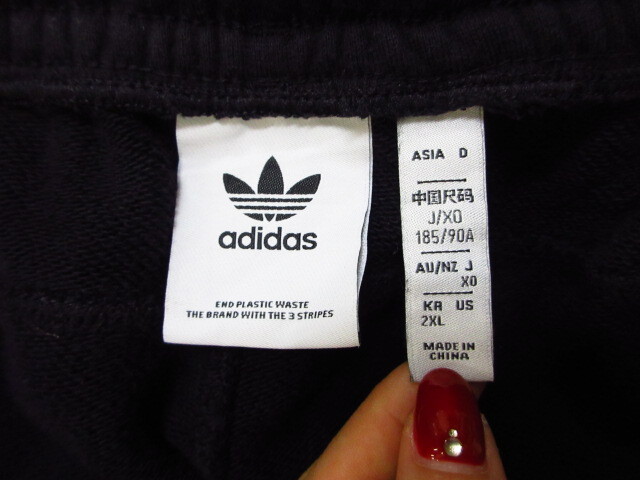 adidas
END PLASTIC WASTE
THE BRAND WITH THE 3 STRIPES
ASIA D
中国尺码
J/XO
185/90A
AU/NZ J
XO
KR US
2XL
MADE IN
CHINA